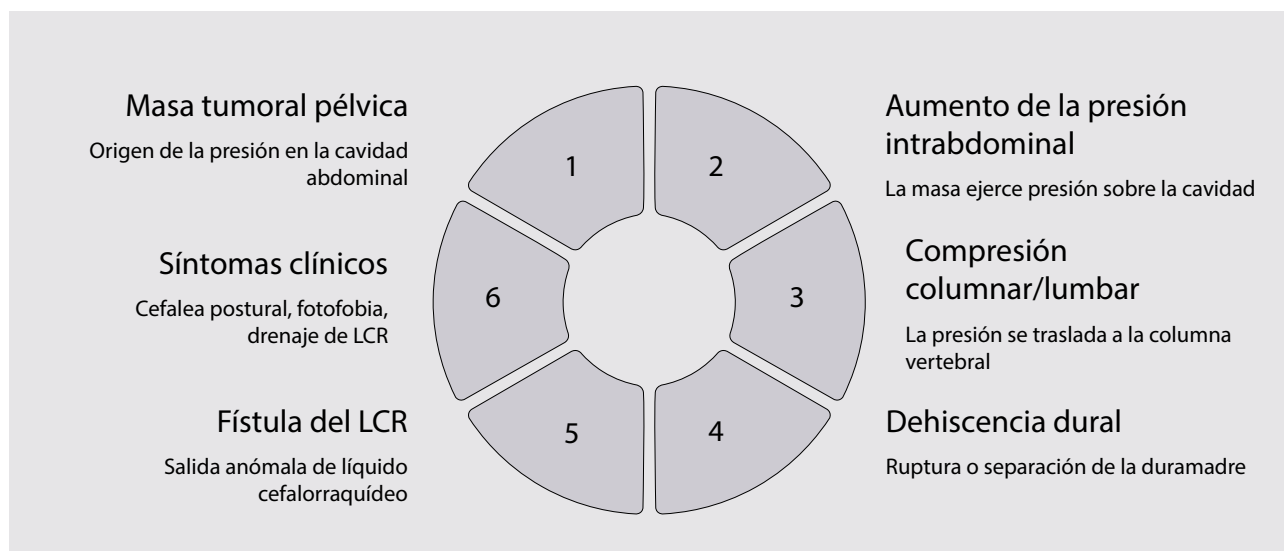 Masa tumoral pélvica
Origen de la presión en la cavidad
abdominal
1
2
Aumento de la presión
intrabdominal
La masa ejerce presión sobre la cavidad
Compresión
columnar/lumbar
La presión se traslada a la columna
vertebral
3
4
Dehiscencia dural
Ruptura o separación de la duramadre
Fístula del LCR
Salida anómala de líquido
cefalorraquídeo
5
Síntomas clínicos
Cefalea postural, fotofobia,
drenaje de LCR
6